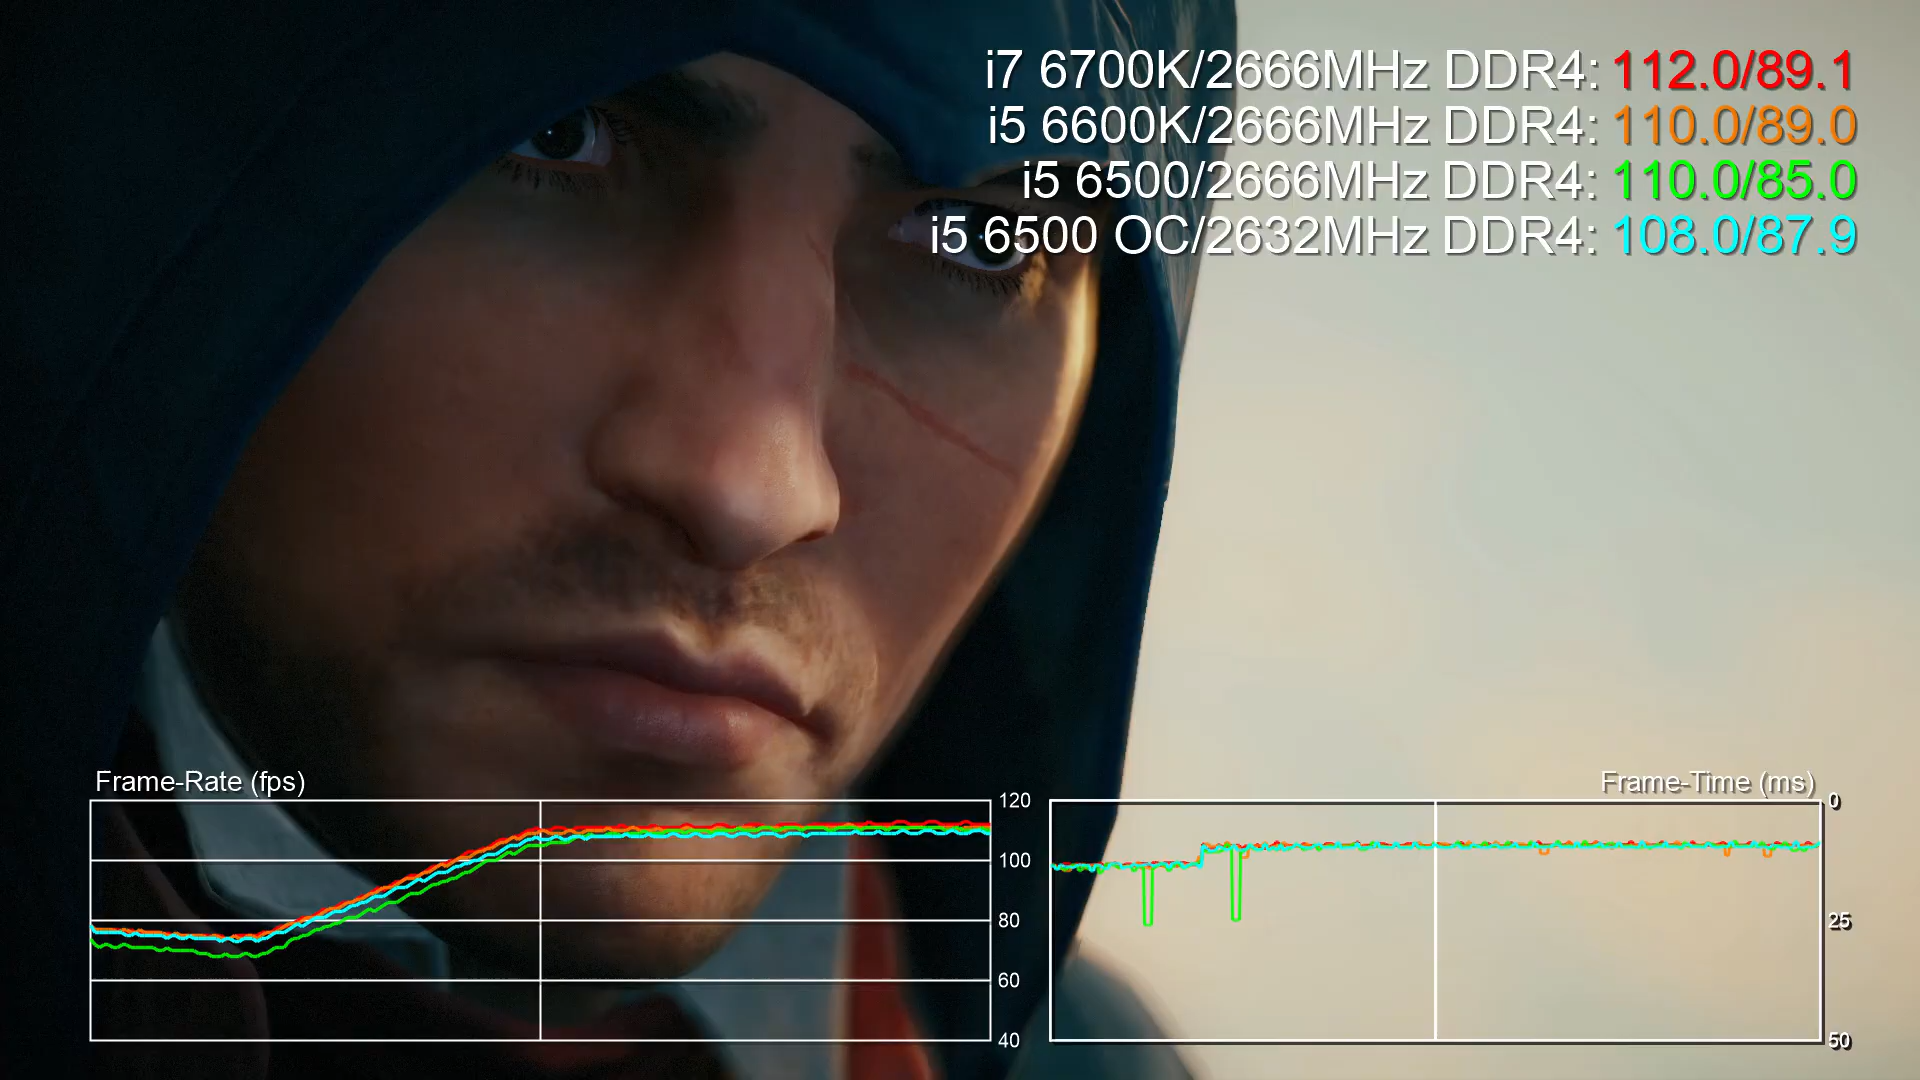 i7 6700K/2666MHz DDR4: 112.0/89.1
i5 6600K/2666MHz DDR4: 110.0/89.0
i5 6500/2666MHz DDR4: 110.0/85.0
i5 6500 OC/2632MHz DDR4: 108.0/87.9
Frame-Rate (fps)
120
100
80
60
40
Frame-Time (ms)
0
25
50